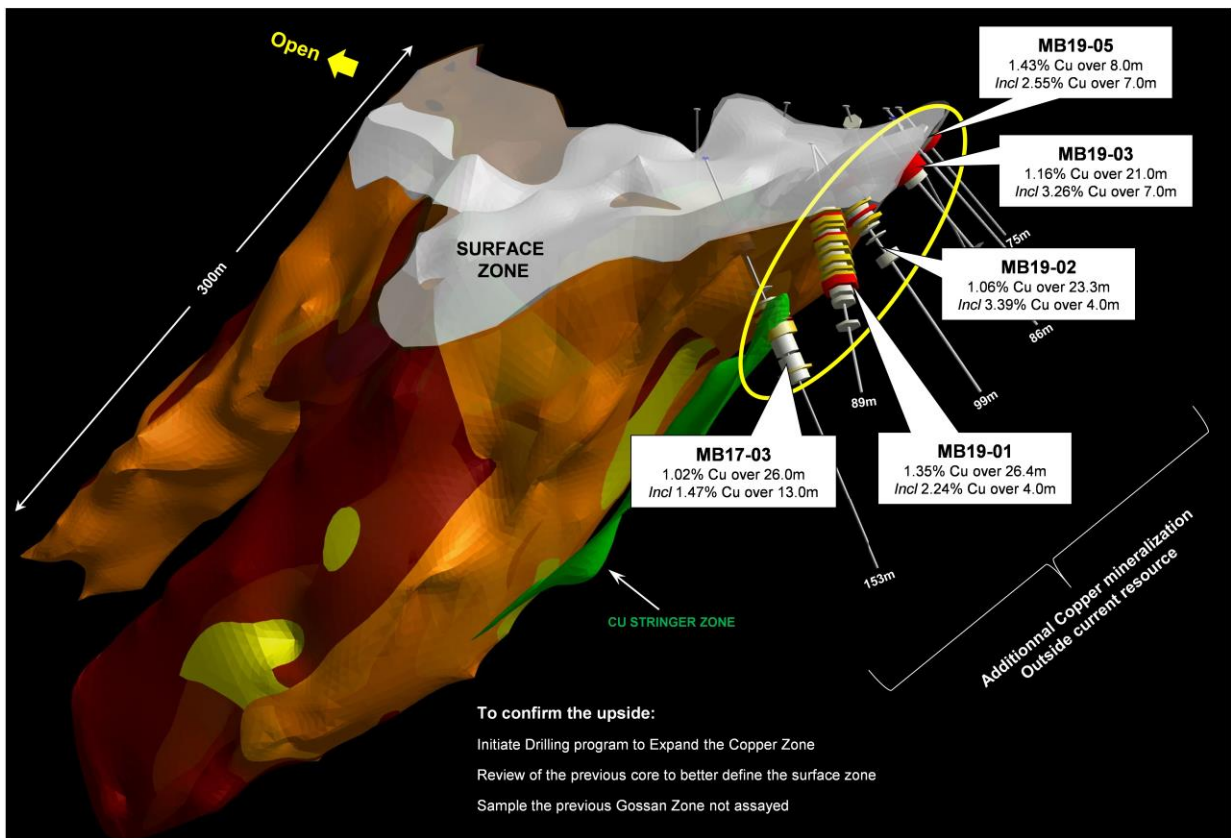 Open
300m
SURFACE
ZONE
MB19-05
1.43% Cu over 8.0m
Incl 2.55% Cu over 7.0m
MB19-03
1.16% Cu over 21.0m
Incl 3.26% Cu over 7.0m
75m
MB19-02
1.06% Cu over 23.3m
Incl 3.39% Cu over 4.0m
86m
99m
89m
MB17-03
1.02% Cu over 26.0m
Incl 1.47% Cu over 13.0m
MB19-01
1.35% Cu over 26.4m
Incl 2.24% Cu over 4.0m
153m
CU STRINGER ZONE
Additionnal Copper mineralization
Outside current resource
To confirm the upside:
Initiate Drilling program to Expand the Copper Zone
Review of the previous core to better define the surface zone
Sample the previous Gossan Zone not assayed